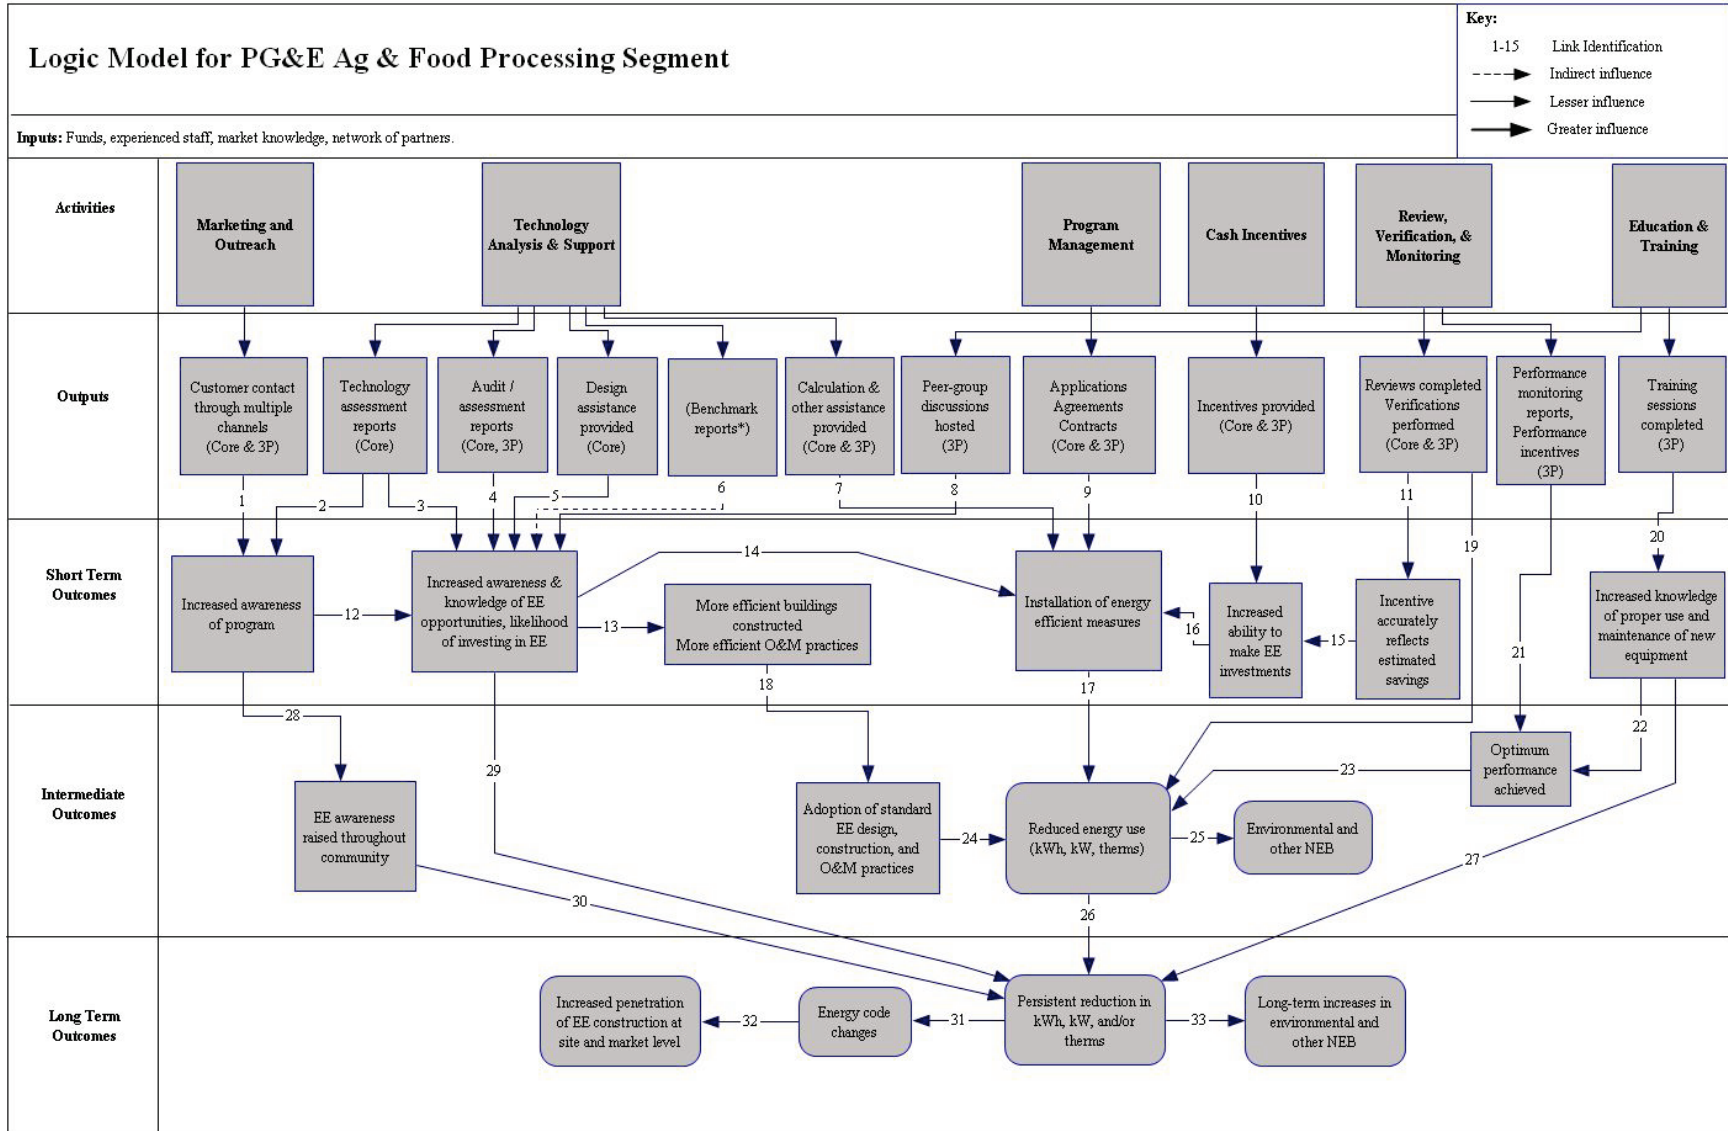 Logic Model for PG&E Ag & Food Processing Segment
Key:
1-15 Link Identification
Indirect influence
Lesser influence
Greater influence
Inputs: Funds, experienced staff, market knowledge, network of partners.
Activities
Marketing and
Outreach
Technology
Analysis & Support
Program
Management
Cash Incentives
Review,
Verification, &
Monitoring
Education &
Training
Outputs
Customer contact
through multiple
channels
(Core & 3P)
Technology
assessment
reports
(Core)
Audit /
assessment
reports
(Core, 3P)
Design
assistance
provided
(Core)
(Benchmark
reports*)
Calculation &
other assistance
provided
(Core & 3P)
Peer-group
discussions
hosted
(3P)
Applications
Agreements
Contracts
(Core & 3P)
Incentives provided
(Core & 3P)
Reviews completed
Verifications
performed
(Core & 3P)
Performance
monitoring
reports,
Performance
incentives
(3P)
Training
sessions
completed
(3P)
1
2
3
4
5
6
7
8
9
10
11
19
20
Short Term
Outcomes
Increased awareness
of program
12
Increased awareness &
knowledge of EE
opportunities, likelihood
of investing in EE
14
13
More efficient buildings
constructed
More efficient O&M practices
18
Installation of energy
efficient measures
17
16
Increased
ability to
make EE
investments
15
Incentive
accurately
reflects
estimated
savings
21
Increased knowledge
of proper use and
maintenance of new
equipment
Intermediate
Outcomes
28
29
22
EE awareness
raised throughout
community
30
Adoption of standard
EE design,
construction, and
O&M practices
24
Reduced energy use
(kWh, kW, therms)
25
Environmental and
other NEB
23
Optimum
performance
achieved
27
26
Long Term
Outcomes
Increased penetration
of EE construction at
site and market level
32
Energy code
changes
31
Persistent reduction in
kWh, kW, and/or
therms
33
Long-term increases in
environmental and
other NEB